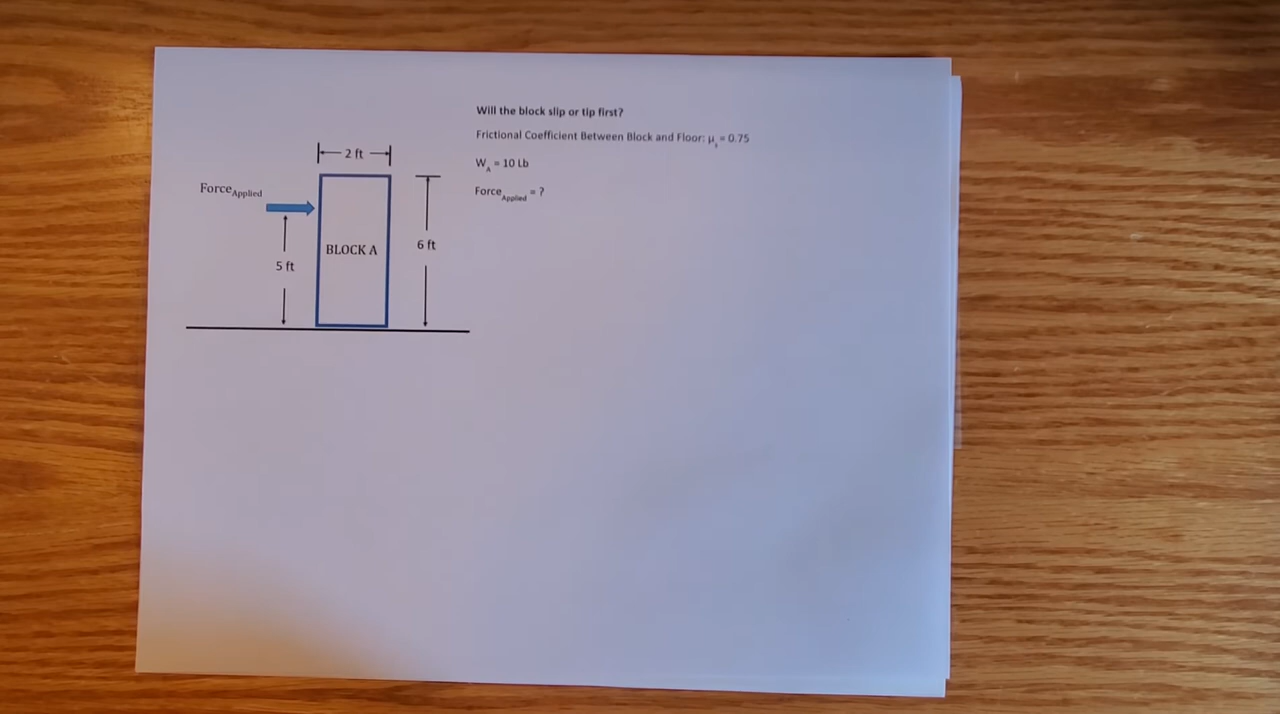 Will the block slip or tip first?
Frictional Coefficient Between Block and Floor: μs = 0.75
WA = 10 Lb
ForceApplied = ?
2 ft
ForceApplied
BLOCK A
6 ft
5 ft